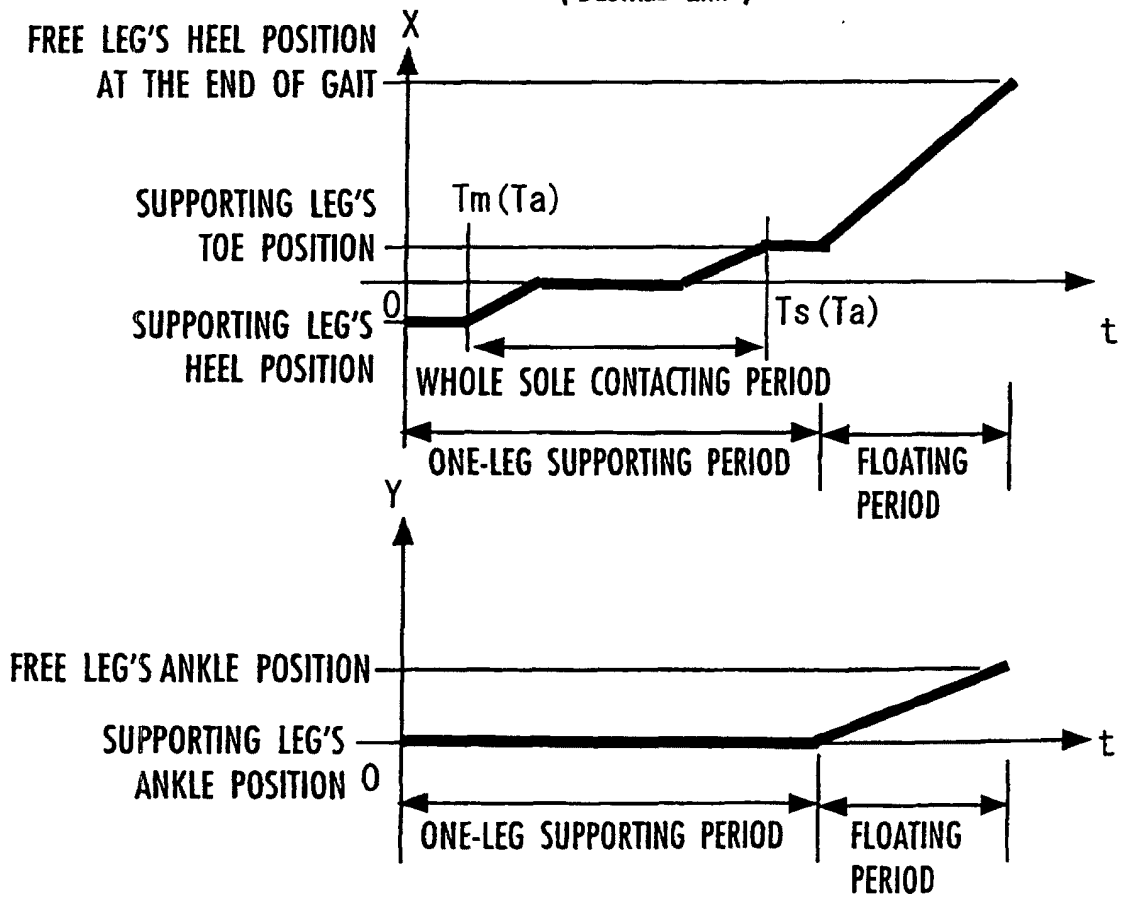 X
FREE LEG'S HEEL POSITION
AT THE END OF GAIT
SUPPORTING LEG'S
TOE POSITION
Tm(Ta)
0
SUPPORTING LEG'S
HEEL POSITION
Ts(Ta)
t
WHOLE SOLE CONTACTING PERIOD
ONE-LEG SUPPORTING PERIOD
FLOATING
PERIOD
Y
FREE LEG'S ANKLE POSITION
SUPPORTING LEG'S
ANKLE POSITION
0
t
ONE-LEG SUPPORTING PERIOD
FLOATING
PERIOD